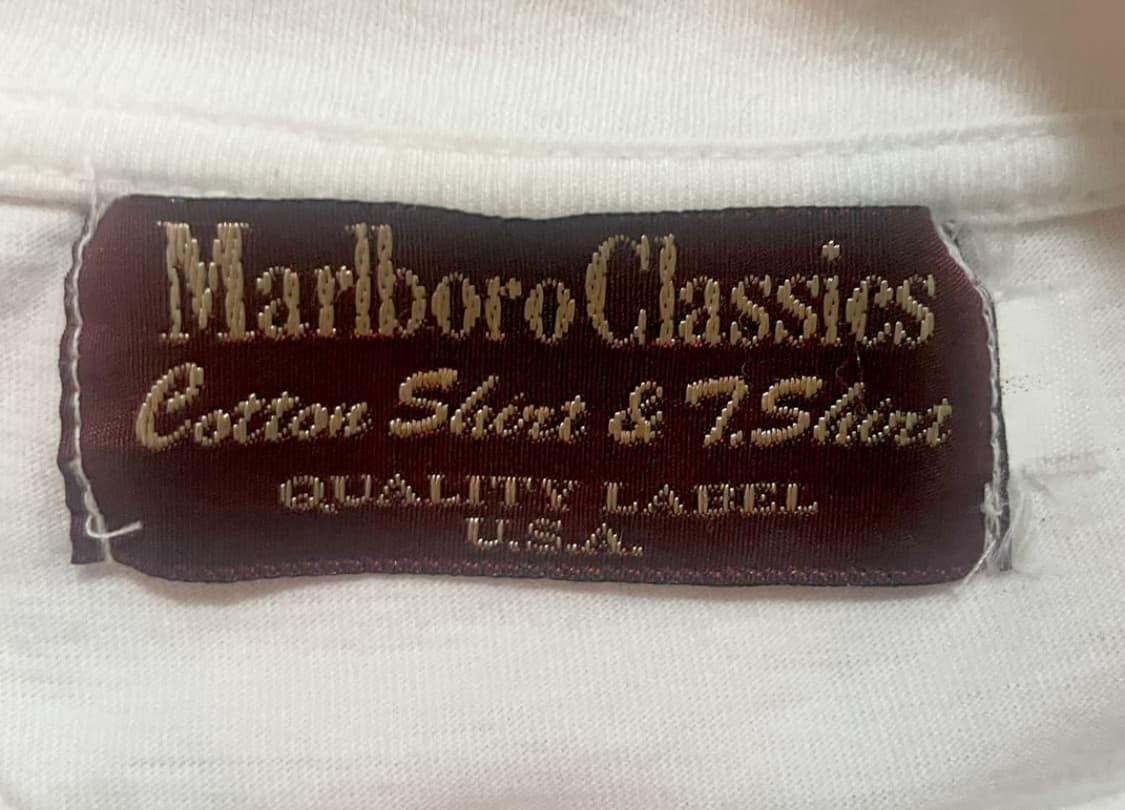 Marlboro Classics
Cotton Shirt & T.Shirt
QUALITY LABEL
U.S.A.